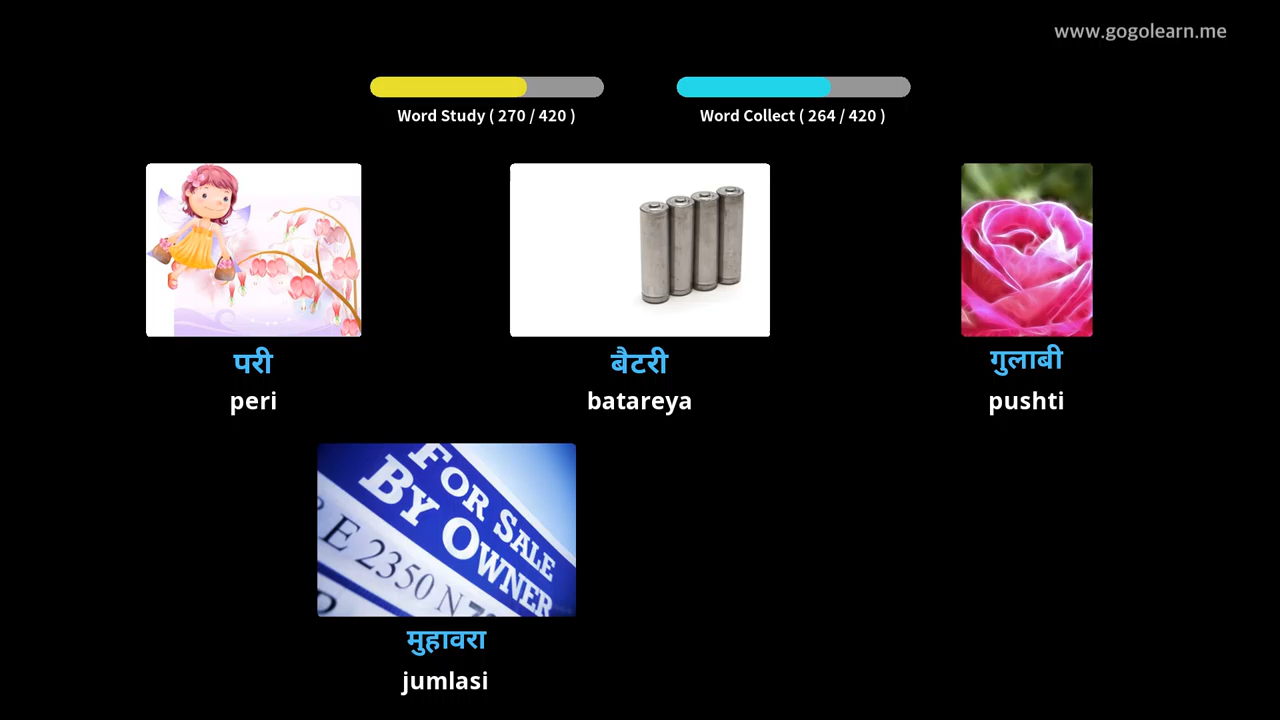 www.gogolearn.me
Word Study ( 270 / 420 )
Word Collect ( 264 / 420 )
परी
peri
बैटरी
batareya
गुलाबी
pushti
FOR SALE
BY OWNER
E 2350 N
मुहावरा
jumlasi